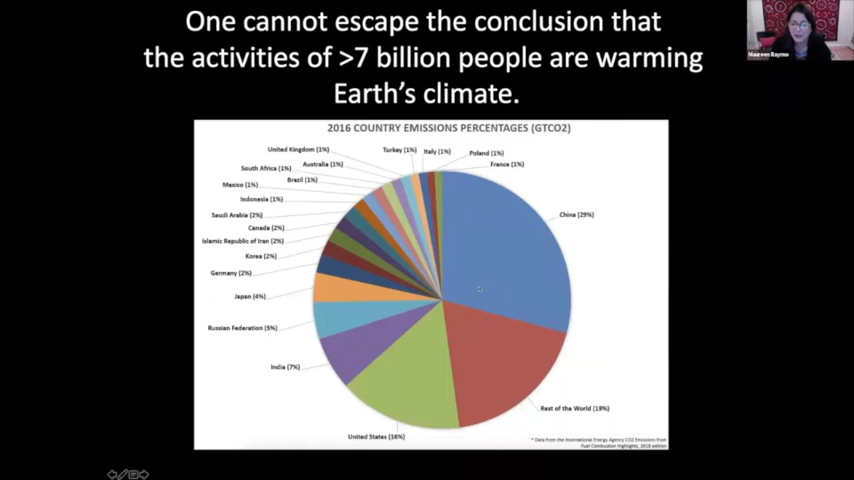 One cannot escape the conclusion that
the activities of >7 billion people are warming
Earth's climate.
Maureen Raymo
2016 COUNTRY EMISSIONS PERCENTAGES (GTCO2)
United Kingdom (1%)
Turkey (1%)
Italy (1%)
Poland (1%)
France (1%)
Australia (1%)
South Africa (1%)
Brazil (1%)
Mexico (1%)
Indonesia (1%)
Saudi Arabia (2%)
Canada (2%)
Islamic Republic of Iran (2%)
Korea (2%)
Germany (2%)
Japan (4%)
Russian Federation (5%)
India (7%)
United States (16%)
China (29%)
Rest of the World (19%)
* Data from the International Energy Agency CO2 Emissions from
Fuel Combustion Highlights, 2018 edition